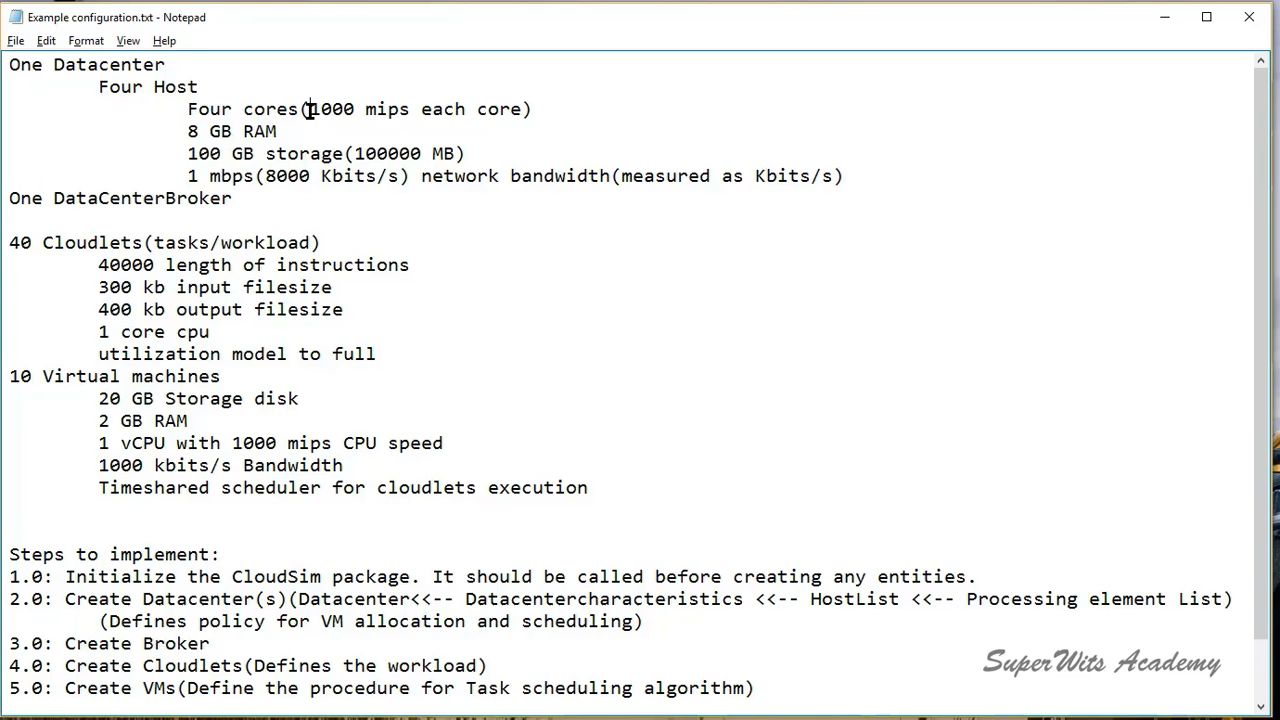 Example configuration.txt - Notepad
File Edit Format View Help
One Datacenter
Four Host
Four cores(1000 mips each core)
8 GB RAM
100 GB storage(100000 MB)
1 mbps(8000 Kbits/s) network bandwidth(measured as Kbits/s)
One DataCenterBroker
40 Cloudlets(tasks/workload)
40000 length of instructions
300 kb input filesize
400 kb output filesize
1 core cpu
utilization model to full
10 Virtual machines
20 GB Storage disk
2 GB RAM
1 vCPU with 1000 mips CPU speed
1000 kbits/s Bandwidth
Timeshared scheduler for cloudlets execution
Steps to implement:
1.0: Initialize the CloudSim package. It should be called before creating any entities.
2.0: Create Datacenter(s)(Datacenter<<-- Datacentercharacteristics <<-- HostList <<-- Processing element List)
(Defines policy for VM allocation and scheduling)
3.0: Create Broker
4.0: Create Cloudlets(Defines the workload)
5.0: Create VMs(Define the procedure for Task scheduling algorithm)
SuperWits Academy